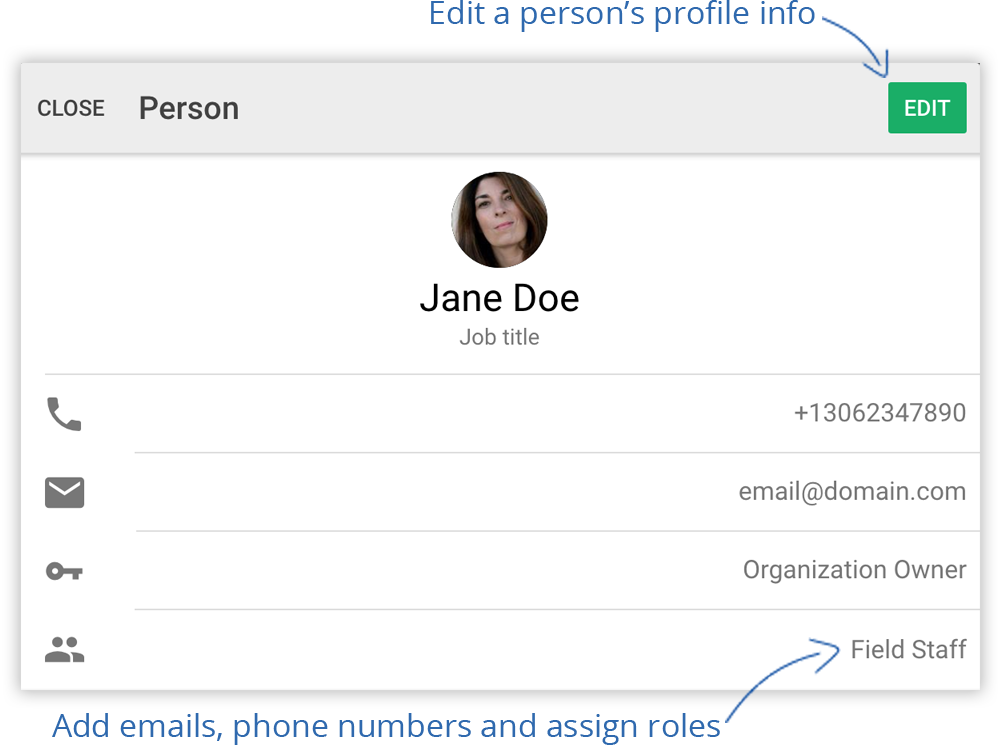 Edit a person’s profile info
CLOSE Person EDIT
Jane Doe
Job title
+13062347890
email@domain.com
Organization Owner
Field Staff
Add emails, phone numbers and assign roles